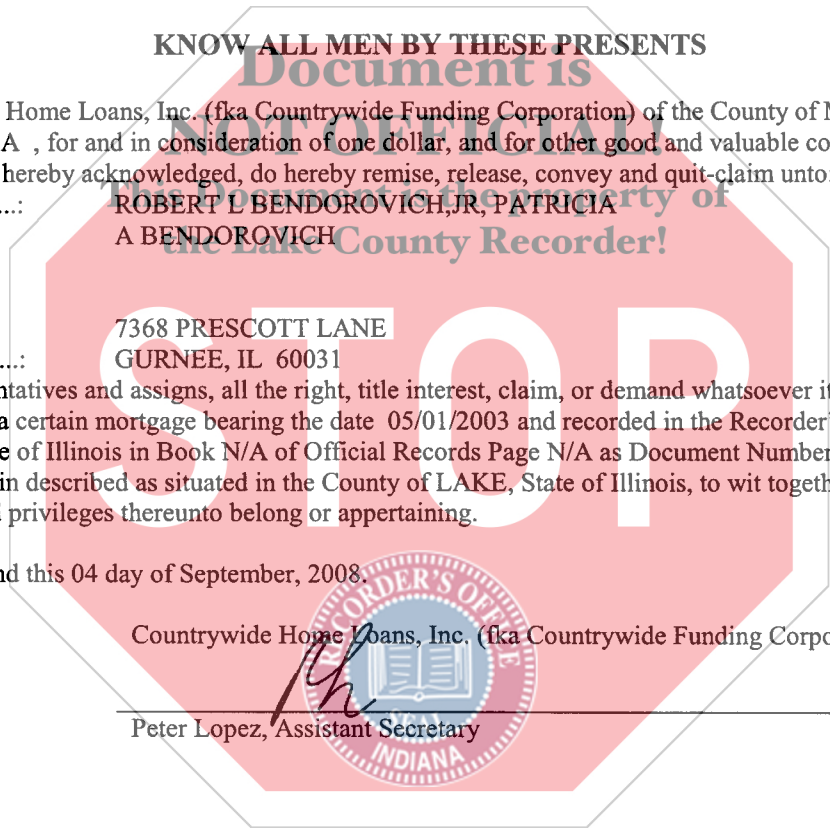 KNOW ALL MEN BY THESE PRESENTS
Document is
Home Loans, Inc. (fka Countrywide Funding Corporation) of the County of
NOT OFFICIAL!
A , for and in consideration of one dollar, and for other good and valuable
hereby acknowledged, do hereby remise, release, convey and quit-claim unto
This Document is the property of
...: ROBERT L BENDOROVICH,JR, PATRICIA
A BENDOROVICH
the Lake County Recorder!
7368 PRESCOTT LANE
...: GURNEE, IL 60031
STOP
and assigns, all the right, title interest, claim, or demand whatsoever
a certain mortgage bearing the date 05/01/2003 and recorded in the Recorder'
of Illinois in Book N/A of Official Records Page N/A as Document Number
in described as situated in the County of LAKE, State of Illinois, to wit
privileges thereunto belong or appertaining.
this 04 day of September, 2008.
RECORDER'S OFFICE
Countrywide Home Loans, Inc. (fka Countrywide Funding
SEAL
Peter Lopez, Assistant Secretary
INDIANA